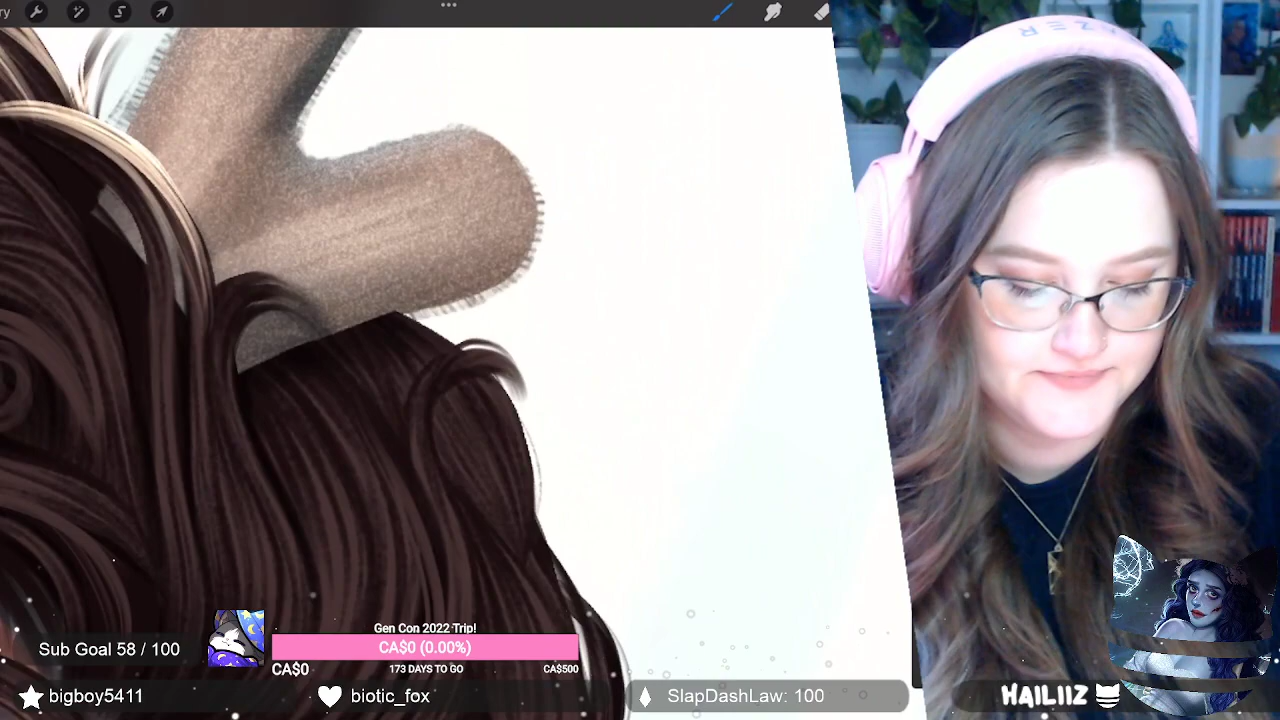 ry
Gen Con 2022 Trip!
Sub Goal 58 / 100
CA$0 (0.00%)
CA$0
173 DAYS TO GO
CA$500
bigboy5411
biotic_fox
SlapDashLaw: 100
HAILIIZ